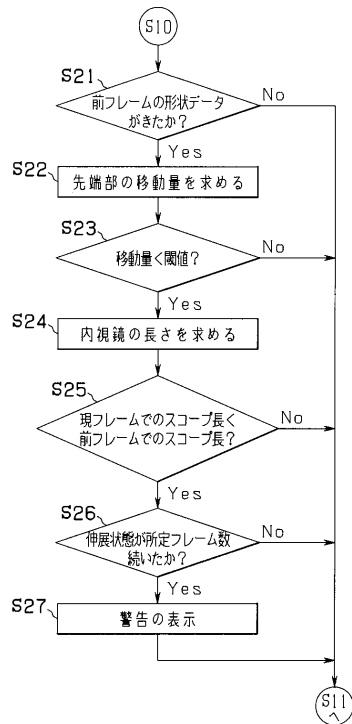 S10
S21
前フレームの形状データ
がきたか?
No
Yes
S22
先端部の移動量を求める
S23
移動量く閾値?
No
Yes
S24
内視鏡の長さを求める
S25
現フレームでのスコープ長く
前フレームでのスコープ長?
No
Yes
S26
伸展状態が所定フレーム数
続いたか?
No
Yes
S27
警告の表示
S11
へ